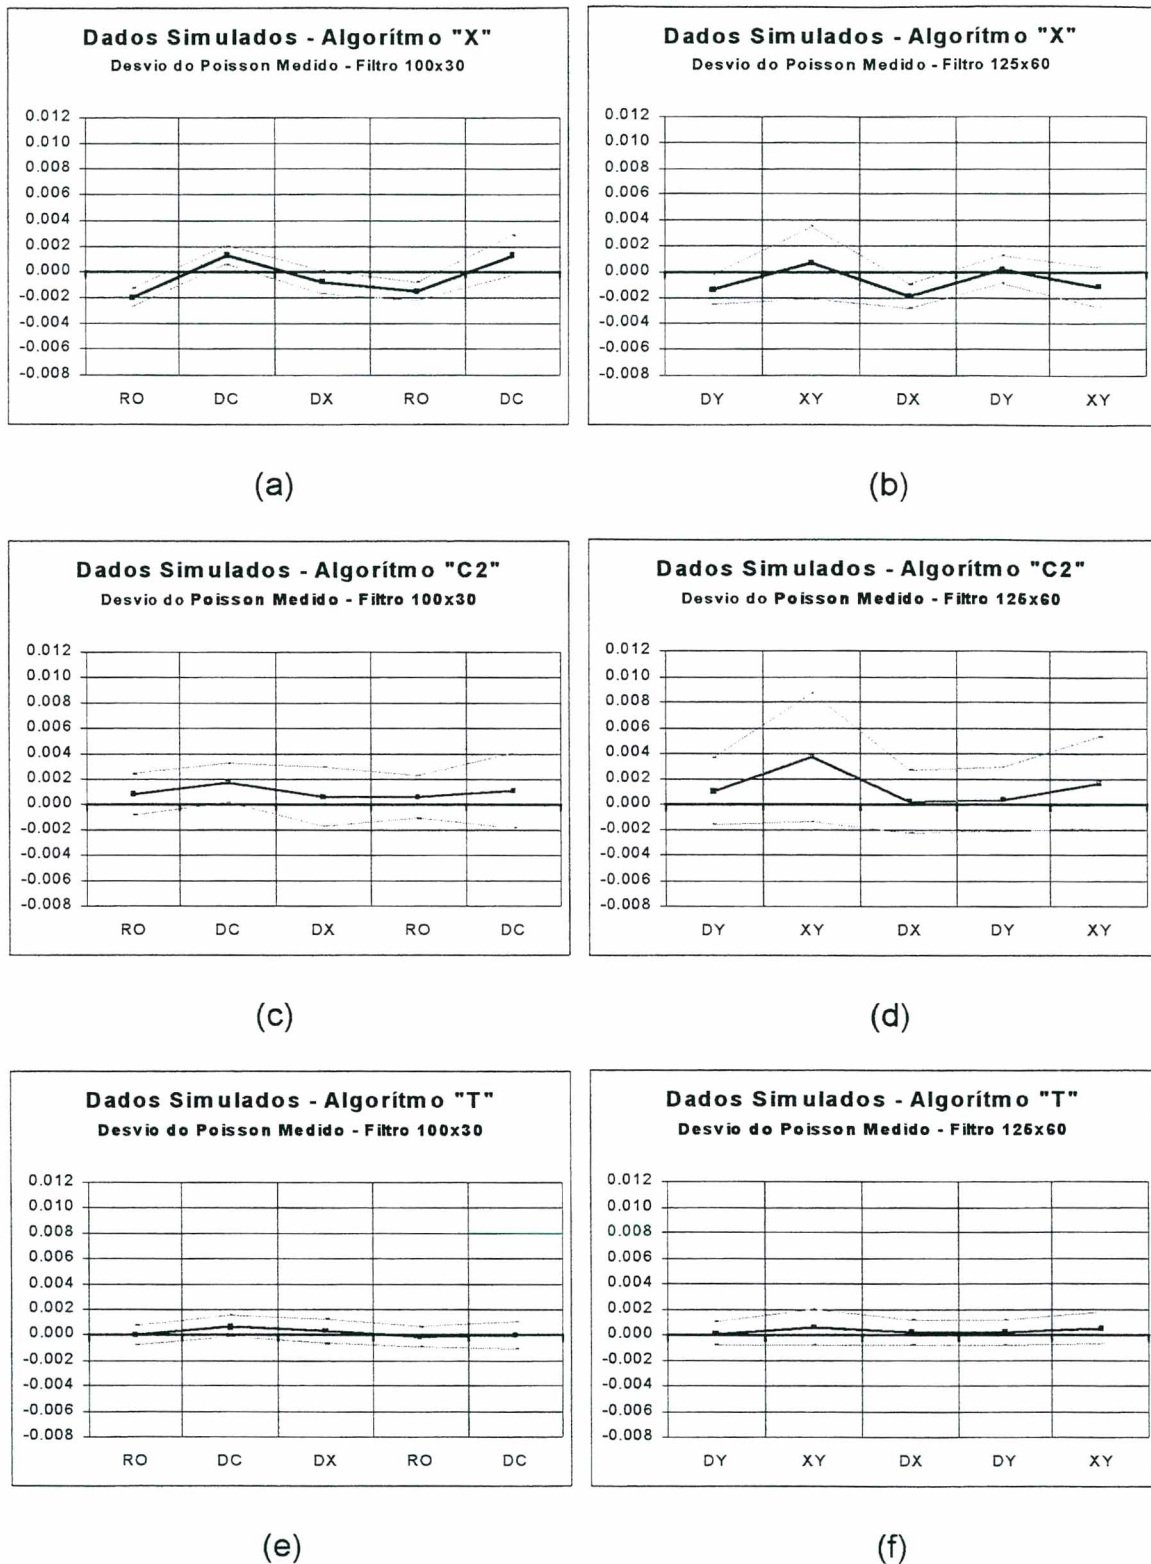 Dados Simulados - Algorítmo "X"
Desvio do Poisson Medido - Filtro 100x30
0.012
0.010
0.008
0.006
0.004
0.002
0.000
-0.002
-0.004
-0.006
-0.008
RO DC DX RO DC
(a)
Dados Simulados - Algorítmo "X"
Desvio do Poisson Medido - Filtro 125x60
0.012
0.010
0.008
0.006
0.004
0.002
0.000
-0.002
-0.004
-0.006
-0.008
DY XY DX DY XY
(b)
Dados Simulados - Algorítmo "C2"
Desvio do Poisson Medido - Filtro 100x30
0.012
0.010
0.008
0.006
0.004
0.002
0.000
-0.002
-0.004
-0.006
-0.008
RO DC DX RO DC
(c)
Dados Simulados - Algorítmo "C2"
Desvio do Poisson Medido - Filtro 125x60
0.012
0.010
0.008
0.006
0.004
0.002
0.000
-0.002
-0.004
-0.006
-0.008
DY XY DX DY XY
(d)
Dados Simulados - Algorítmo "T"
Desvio do Poisson Medido - Filtro 100x30
0.012
0.010
0.008
0.006
0.004
0.002
0.000
-0.002
-0.004
-0.006
-0.008
RO DC DX RO DC
(e)
Dados Simulados - Algorítmo "T"
Desvio do Poisson Medido - Filtro 125x60
0.012
0.010
0.008
0.006
0.004
0.002
0.000
-0.002
-0.004
-0.006
-0.008
DY XY DX DY XY
(f)